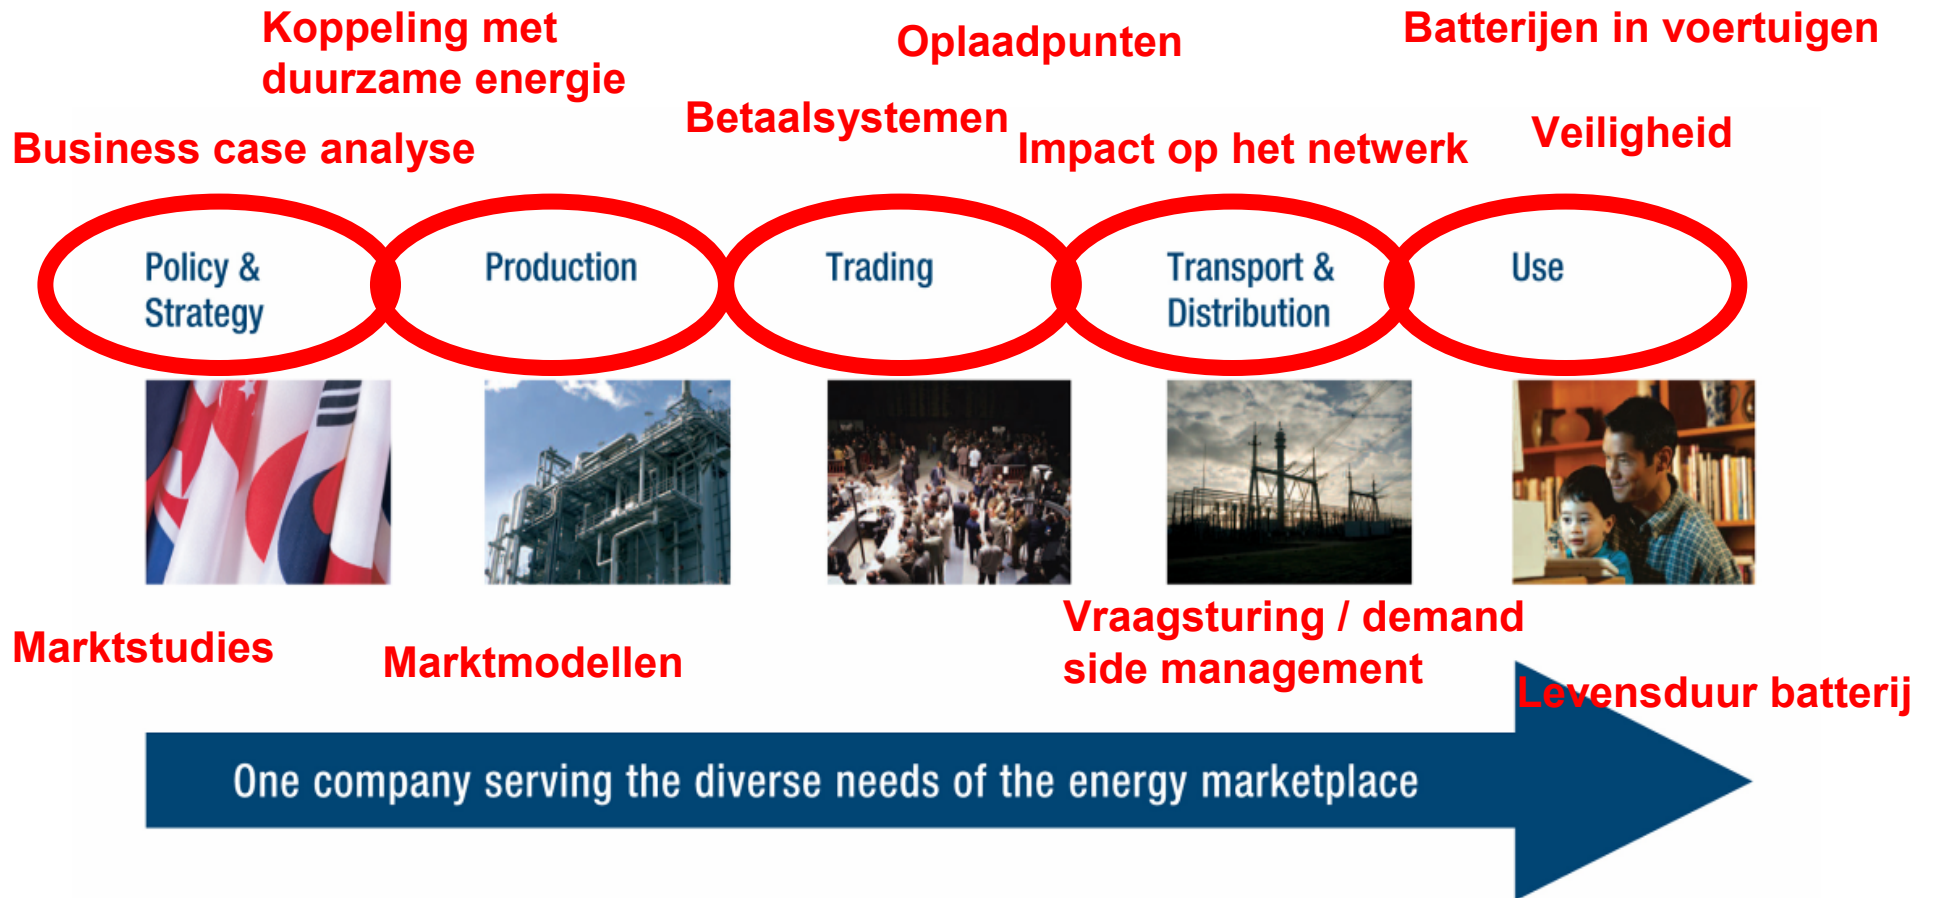 Koppeling met
duurzame energie
Oplaadpunten
Batterijen in voertuigen
Business case analyse
Betaalsystemen
Impact op het netwerk
Veiligheid
Policy &
Strategy
Production
Trading
Transport &
Distribution
Use
Marktstudies
Marktmodellen
Vraagsturing / demand
side management
Levensduur batterij
One company serving the diverse needs of the energy marketplace